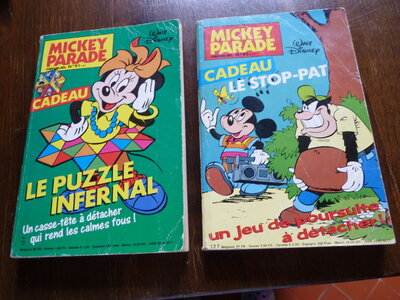 MICKEY
PARADE
WALT
DISNEY
CADEAU
LE PUZZLE
INFERNAL
Un casse-tête à détacher
qui rend les calmes fous !
MICKEY
PARADE
WALT
DISNEY
CADEAU
LE STOP-PAT
un jeu de poursuite
à détacher !
12 F